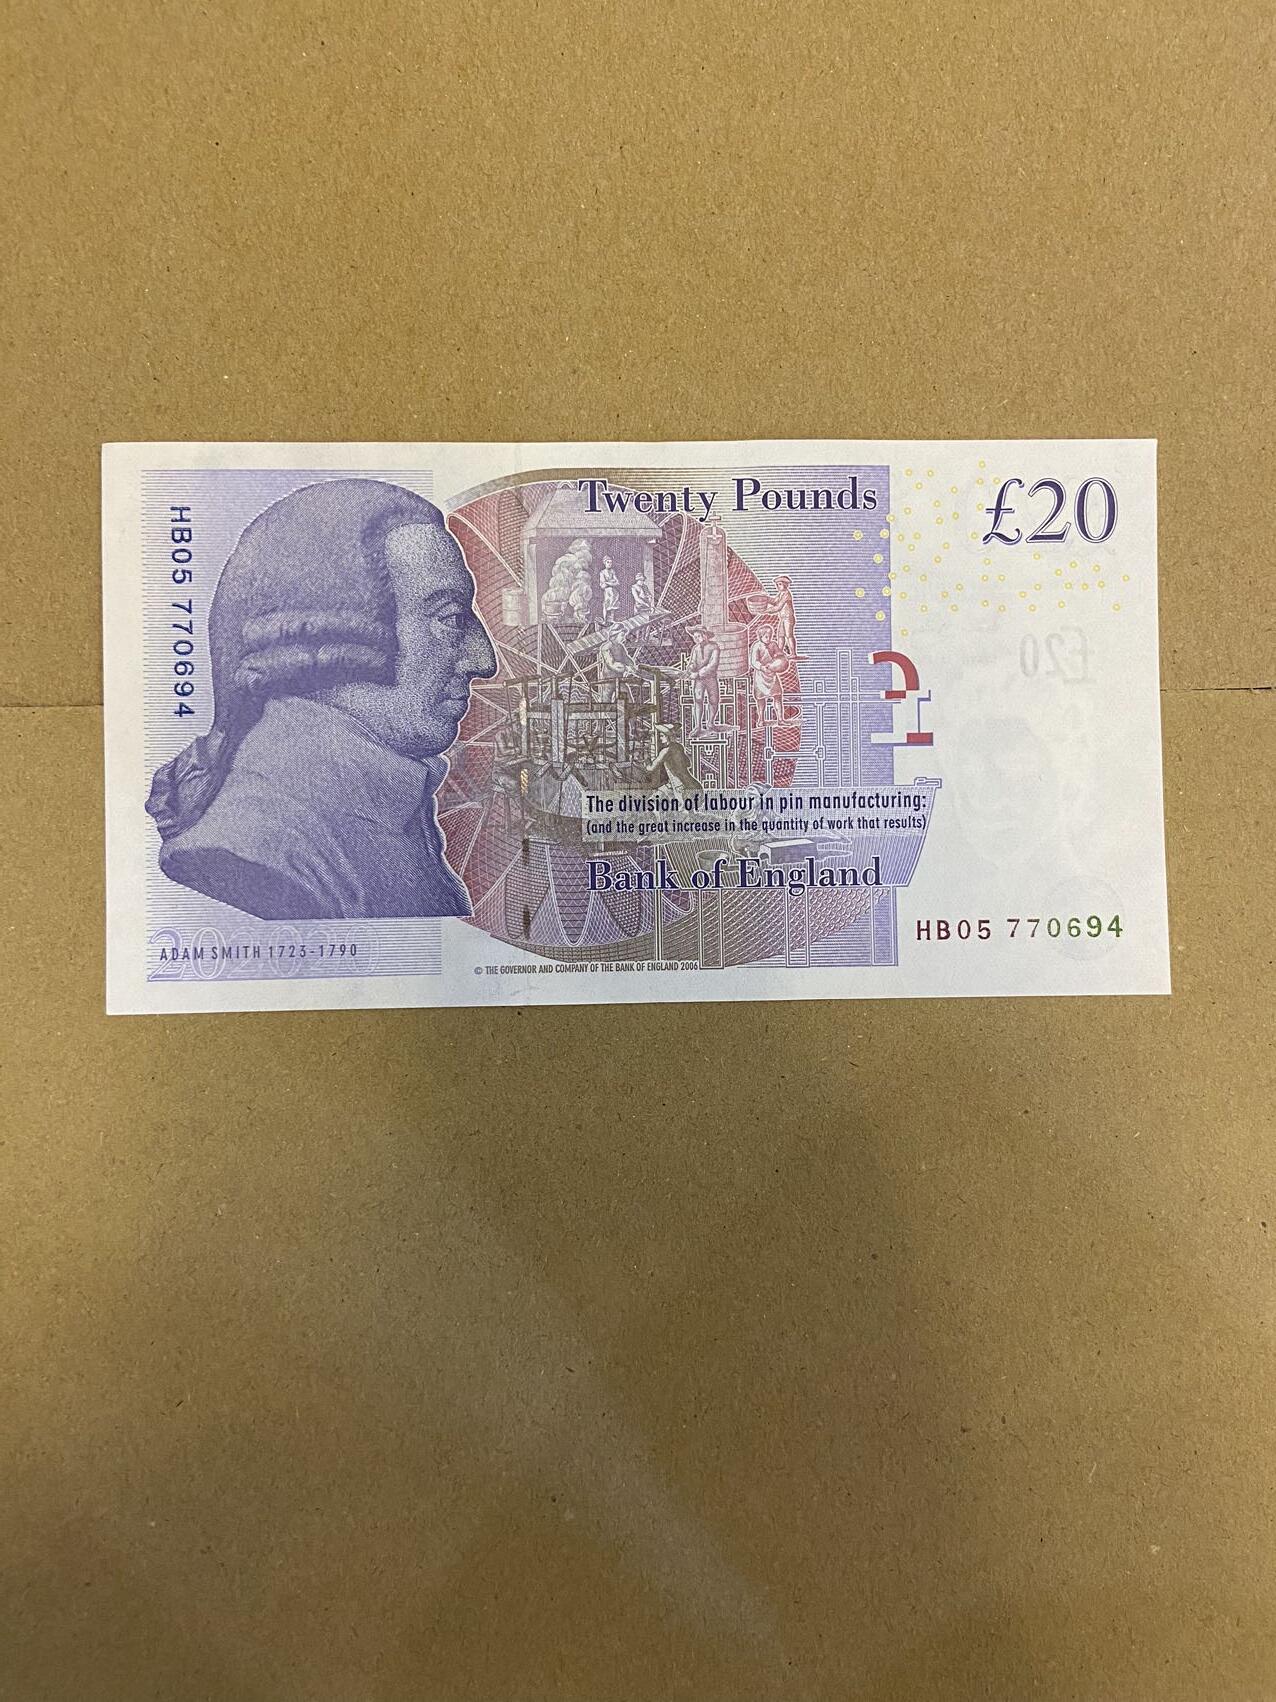 HB05 770694
Twenty Pounds
£20
£20
The division of labour in pin manufacturing:
(and the great increase in the quantity of work that results)
Bank of England
HB05 770694
20
ADAM SMITH 1723-1790
© THE GOVERNOR AND COMPANY OF THE BANK OF ENGLAND 2006